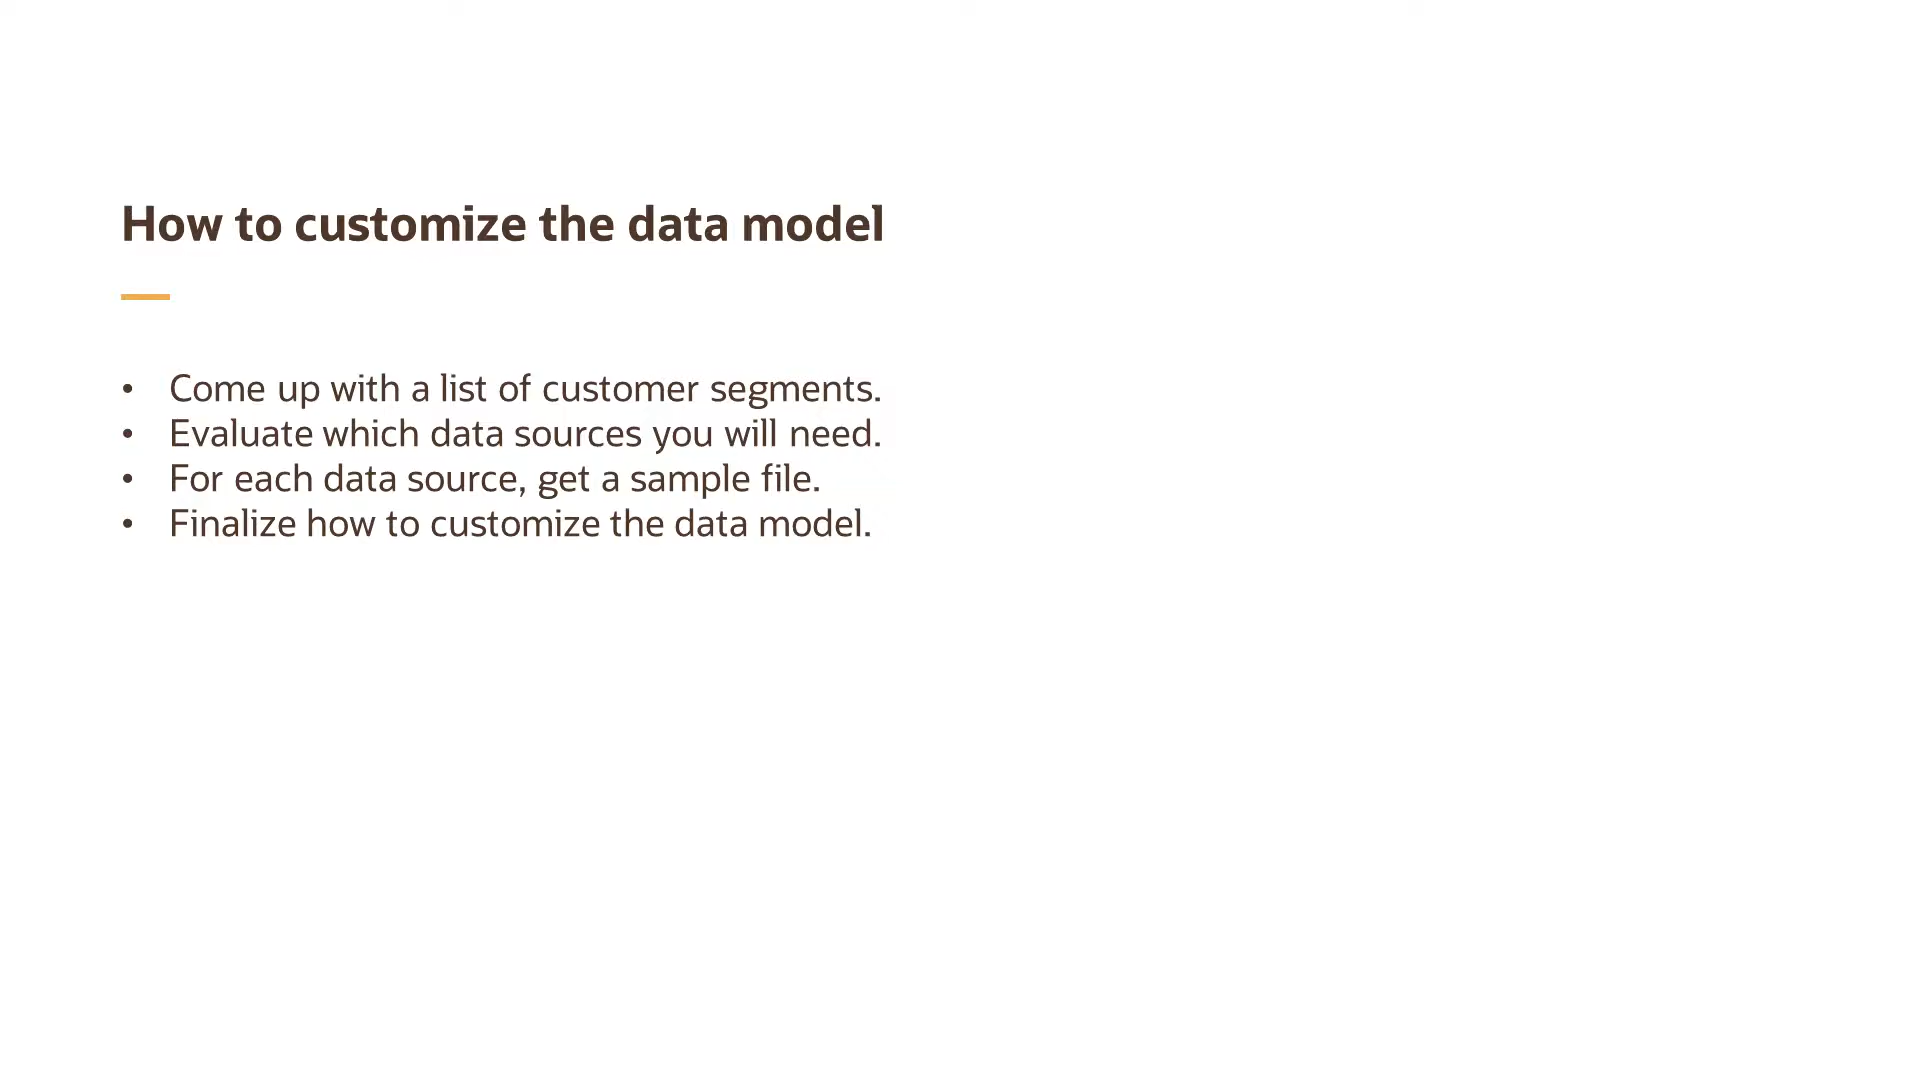 How to customize the data model
• Come up with a list of customer segments.
• Evaluate which data sources you will need.
• For each data source, get a sample file.
• Finalize how to customize the data model.